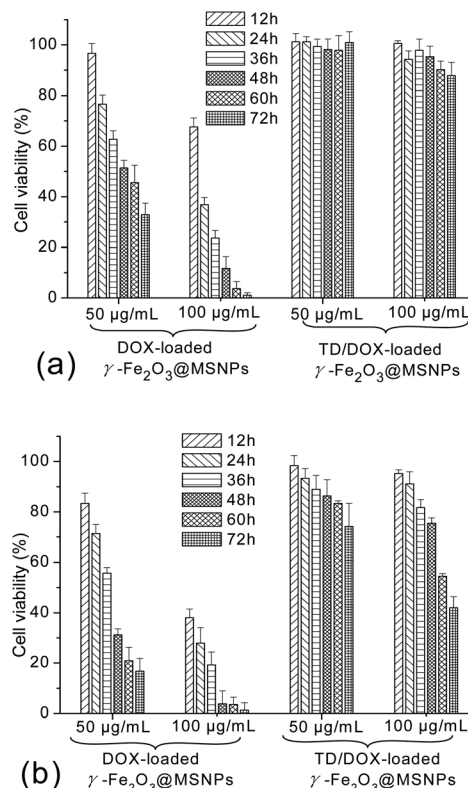 12h
24h
36h
48h
60h
72h
Cell viability (%)
100
80
60
40
20
0
50 μg/mL 100 μg/mL 50 μg/mL 100 μg/mL
DOX-loaded TD/DOX-loaded
γ-Fe₂O₃@MSNPs γ-Fe₂O₃@MSNPs
(a)
12h
24h
36h
48h
60h
72h
Cell viability (%)
100
80
60
40
20
0
50 μg/mL 100 μg/mL 50 μg/mL 100 μg/mL
DOX-loaded TD/DOX-loaded
γ-Fe₂O₃@MSNPs γ-Fe₂O₃@MSNPs
(b)